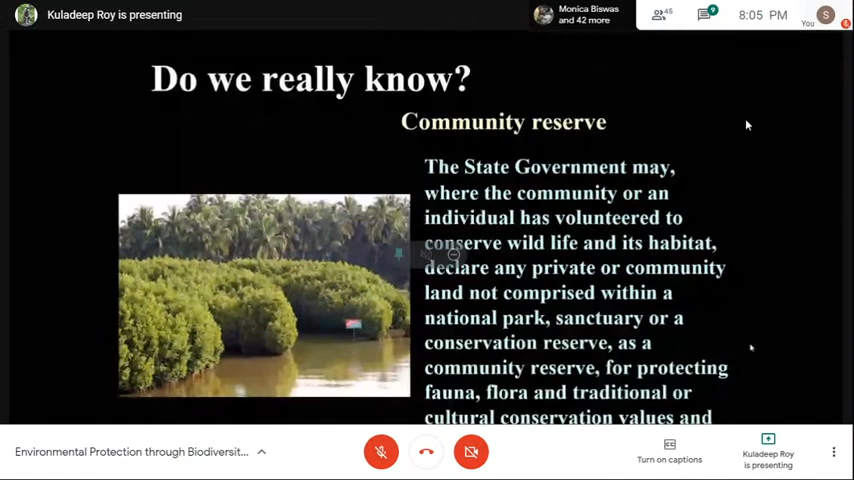 Kuladeep Roy is presenting
Monica Biswas
and 42 more
45
9
8:05 PM
You
S
Do we really know?
Community reserve
The State Government may,
where the community or an
individual has volunteered to
conserve wild life and its habitat,
declare any private or community
land not comprised within a
national park, sanctuary or a
conservation reserve, as a
community reserve, for protecting
fauna, flora and traditional or
cultural conservation values and
Environmental Protection through Biodiversit...
Turn on captions
Kuladeep Roy
is presenting